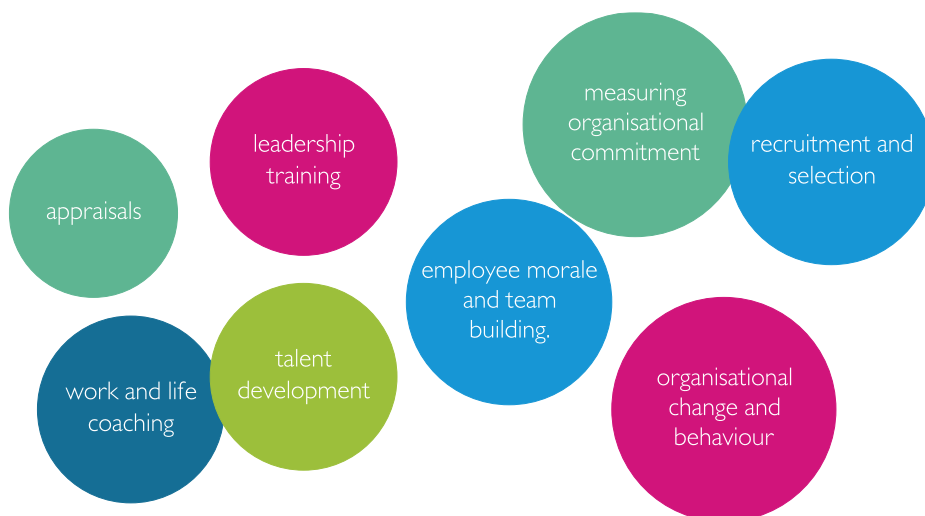 appraisals
leadership
training
work and life
coaching
talent
development
employee morale
and team
building.
measuring
organisational
commitment
recruitment and
selection
organisational
change and
behaviour